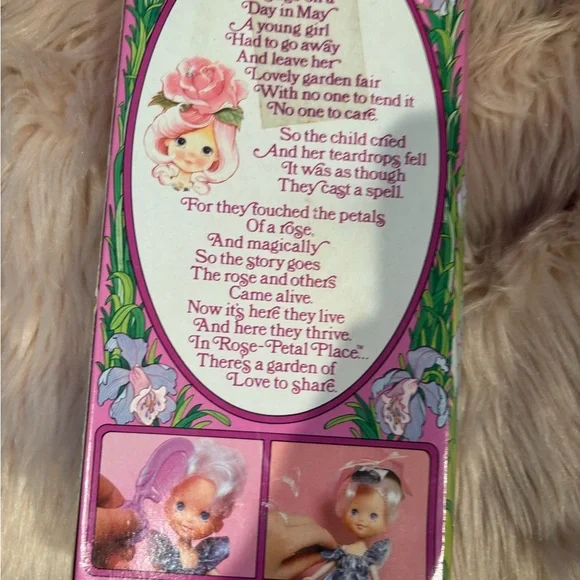 Day in May
A young girl
Had to go away
And leave her
Lovely garden fair
With no one to tend it
No one to care.
So the child cried
And her teardrops fell
It was as though
They cast a spell.
For they touched the petals
Of a rose,
And magically
So the story goes
The rose and others
Came alive.
Now it's here they live
And here they thrive.
In Rose-Petal Place™...
There's a garden of
Love to share.